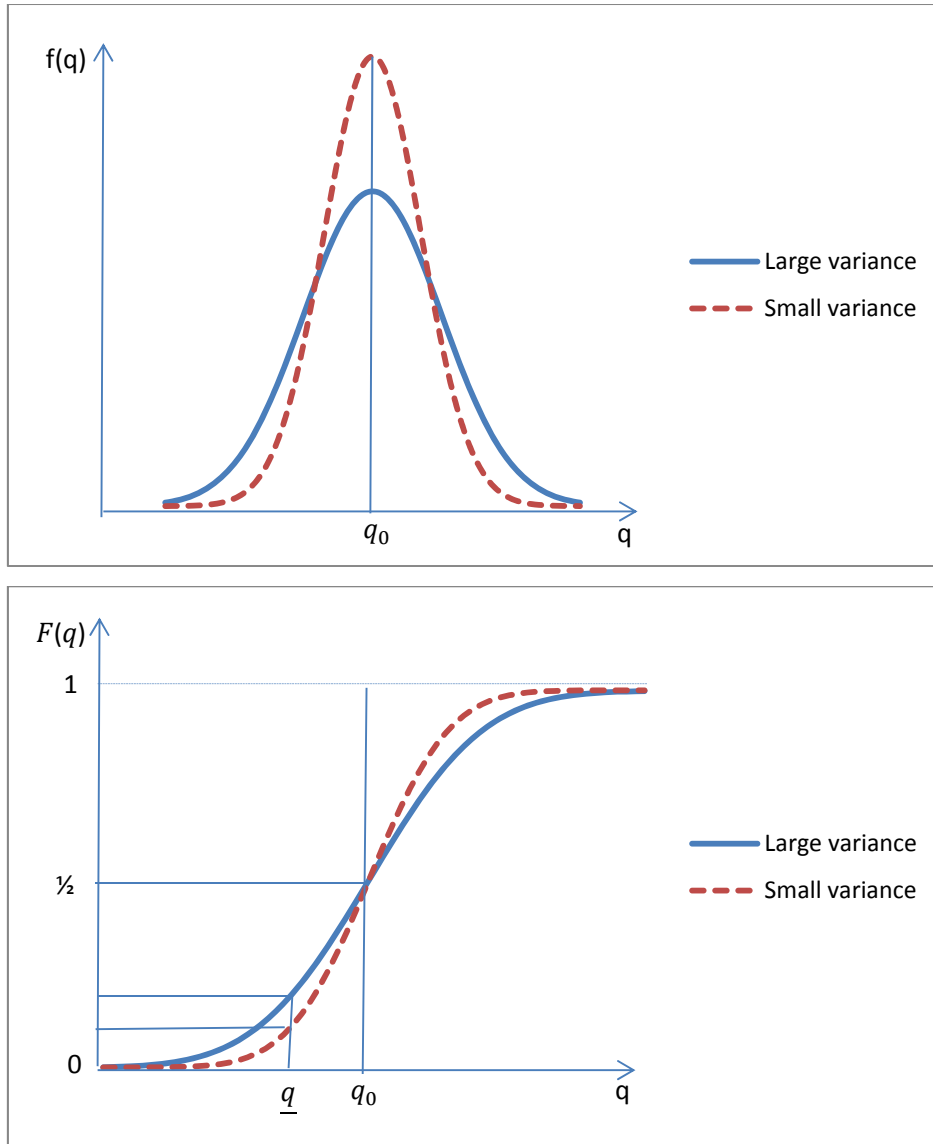 f(q)
Large variance
Small variance
q₀
q
F(q)
1
Large variance
½
Small variance
0
q
q₀
q